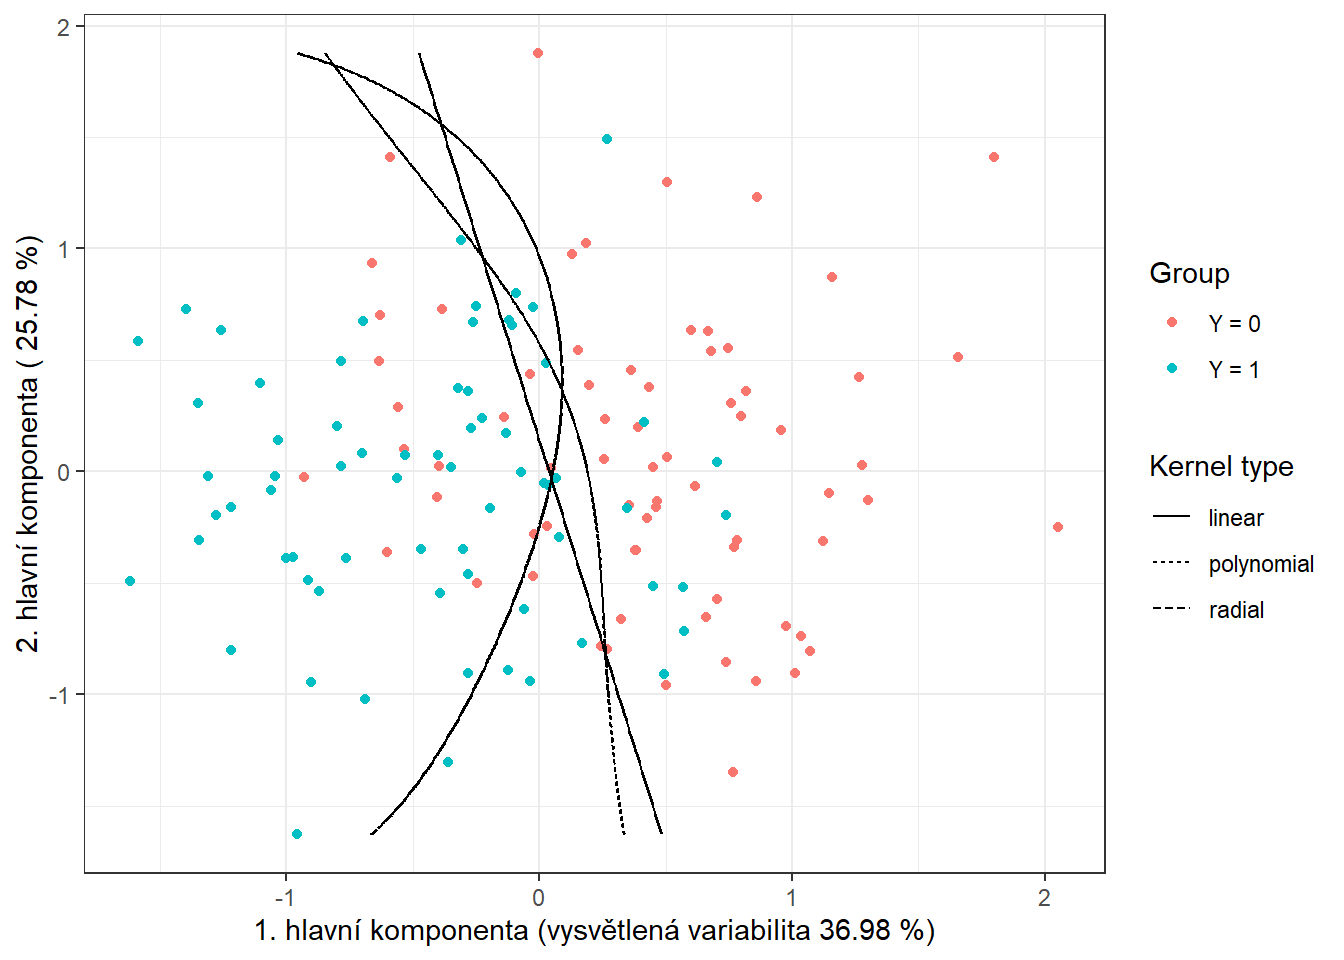 2
1
0
-1
-1
0
1
2
2. hlavní komponenta ( 25.78 %)
1. hlavní komponenta (vysvětlená variabilita 36.98 %)
Group
Y = 0
Y = 1
Kernel type
linear
polynomial
radial